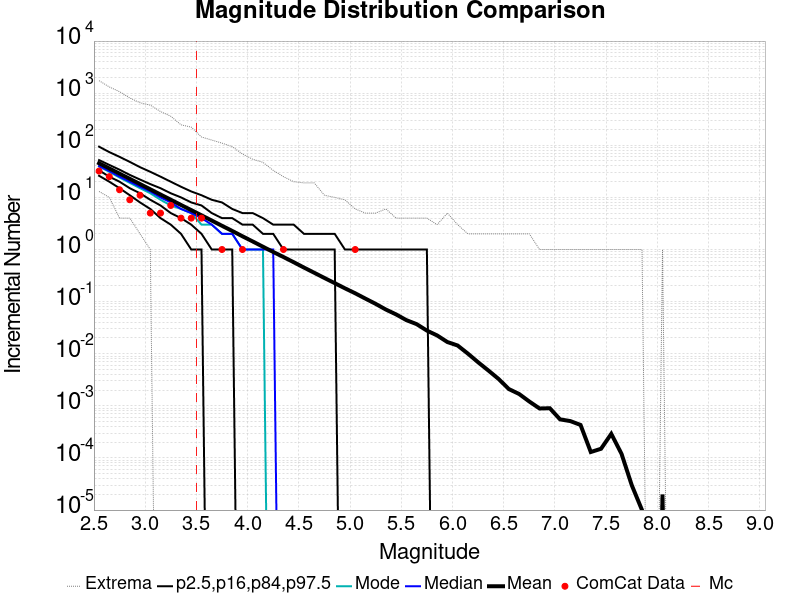 Magnitude Distribution Comparison
10^4
10^3
10^2
10^1
10^0
10^-1
10^-2
10^-3
10^-4
10^-5
Incremental Number
2.5 3.0 3.5 4.0 4.5 5.0 5.5 6.0 6.5 7.0 7.5 8.0 8.5 9.0
Magnitude
Extrema p2.5,p16,p84,p97.5 Mode Median Mean ComCat Data Mc